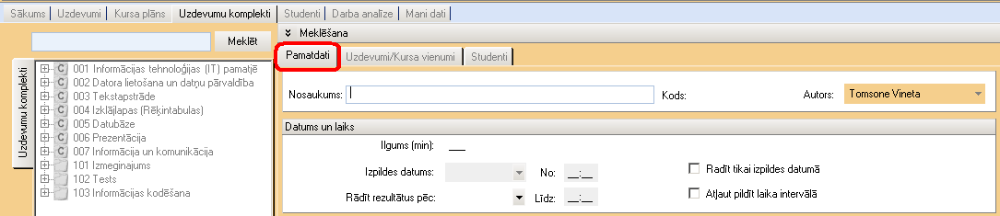 Sākums Uzdevumi Kursa plāns Uzdevumu komplekti Studenti Darba analīze Mani dati
Meklēt
Meklēšana
Uzdevumu komplekti
001 Informācijas tehnoloģijas (IT) pamatjē
002 Datora lietošana un datņu pārvaldība
003 Tekstapstrāde
004 Izklājlapas (Rēķintabulas)
005 Datubāze
006 Prezentācija
007 Informācija un komunikācija
101 Izmeginajums
102 Tests
103 Informācijas kodēšana
Pamatdati Uzdevumi/Kursa vienumi Studenti
Nosaukums: Kods: Autors: Tomsone Vineta
Datums un laiks
Ilgums (min): ___
Izpildes datums: No: __:__ Radīt tikai izpildes datumā
Rādīt rezultātus pēc: Līdz: __:__ Atļaut pildīt laika intervālā